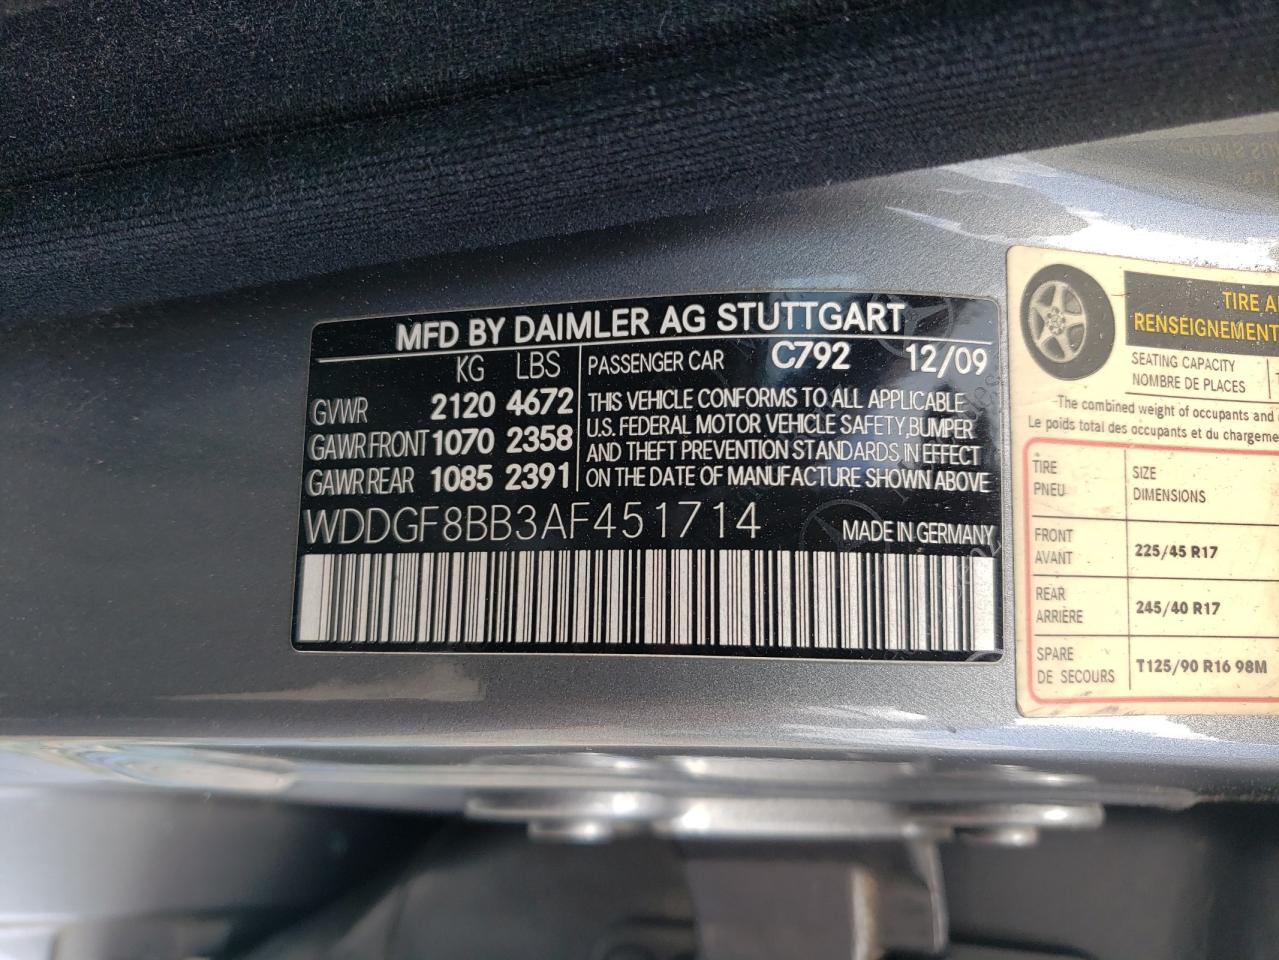 MFD BY DAIMLER AG STUTTGART
KG LBS PASSENGER CAR C792 12/09
GVWR 2120 4672 THIS VEHICLE CONFORMS TO ALL APPLICABLE
GAWR FRONT 1070 2358 U.S. FEDERAL MOTOR VEHICLE SAFETY, BUMPER
AND THEFT PREVENTION STANDARDS IN EFFECT
GAWR REAR 1085 2391 ON THE DATE OF MANUFACTURE SHOWN ABOVE
WDDGF8BB3AF451714 MADE IN GERMANY
TIRE A
RENSEIGNEMENT
SEATING CAPACITY
NOMBRE DE PLACES
The combined weight of occupants and
Le poids total des occupants et du chargeme
TIRE SIZE
PNEU DIMENSIONS
FRONT
AVANT 225/45 R17
REAR
ARRIÈRE 245/40 R17
SPARE
DE SECOURS T125/90 R16 98M